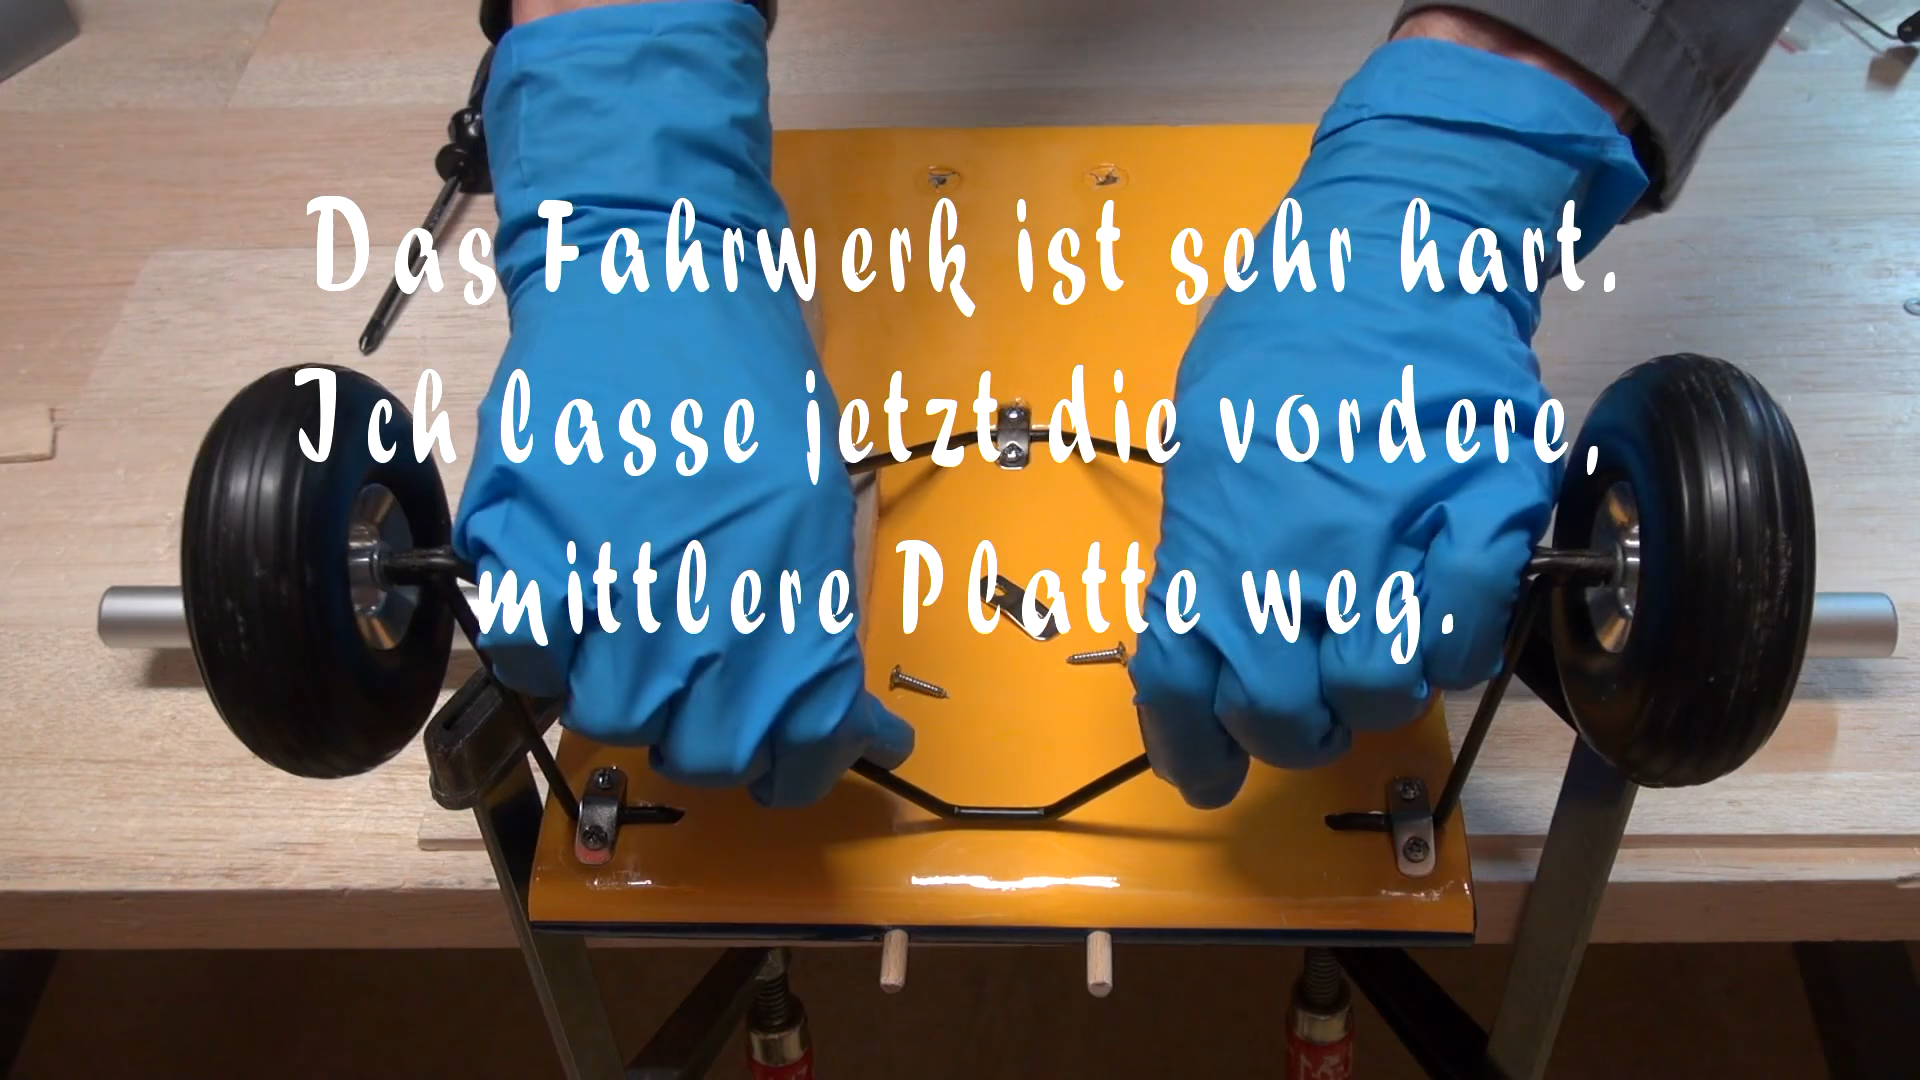 Das Fahrwerk ist sehr hart.
Ich lasse jetzt die vordere,
mittlere Platte weg.